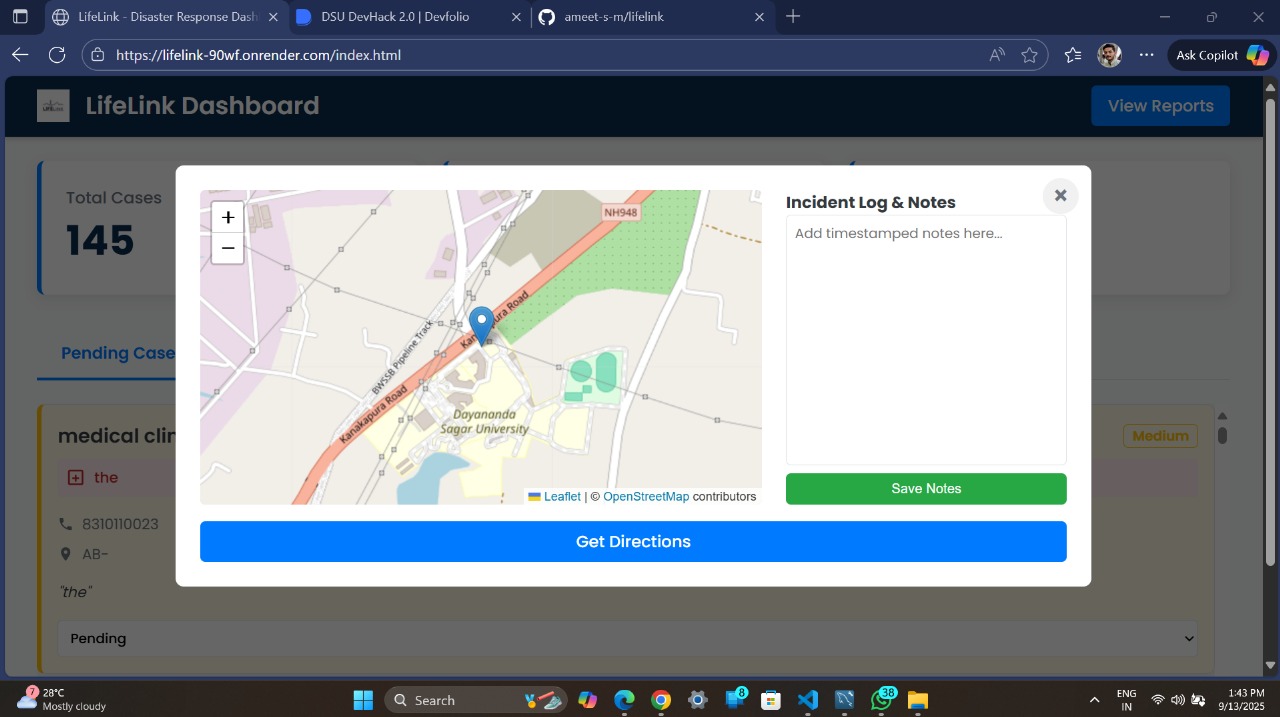 LifeLink - Disaster Response Dash
DSU DevHack 2.0 | Devfolio
ameet-s-m/lifelink
https://lifelink-90wf.onrender.com/index.html
Ask Copilot
LifeLink Dashboard
View Reports
Total Cases
145
Pending Case
medical clin
Medium
the
8310110023
AB-
"the"
Pending
+
−
NH948
Kanakapura Road
BWSSB Pipeline Track
Kanakapura Road
Dayananda
Sagar University
Leaflet | © OpenStreetMap contributors
Incident Log & Notes
Add timestamped notes here...
Save Notes
Get Directions
7
28°C
Mostly cloudy
Search
8
38
ENG
IN
1:43 PM
9/13/2025